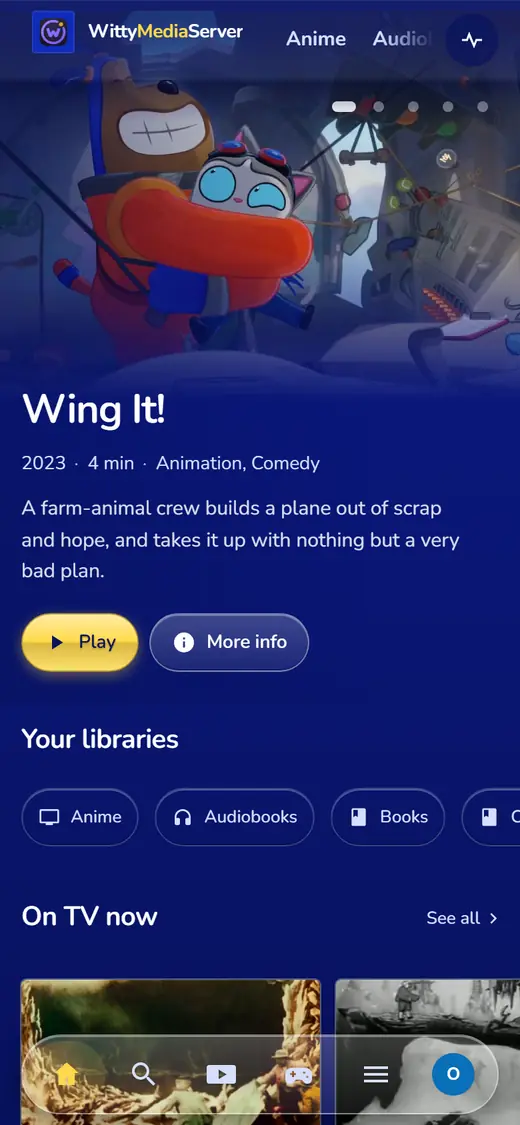 WittyMediaServer
Anime
Wing It!
2023 · 4 min · Animation, Comedy
A farm-animal crew builds a plane out of scrap
and hope, and takes it up with nothing but a very
bad plan.
Play
More info
Your libraries
Anime
Audiobooks
Books
On TV now
See all
O